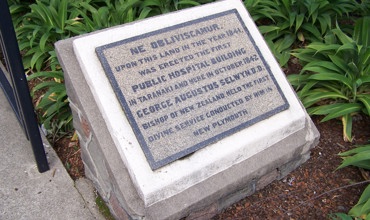 NE OBLIVISCAMUR.
UPON THIS LAND IN THE YEAR 1841.
WAS ERECTED THE FIRST
PUBLIC HOSPITAL BUILDING
IN TARANAKI AND HERE IN OCTOBER 1842
GEORGE AUGUSTUS SELWYN D.D.
BISHOP OF NEW ZEALAND HELD THE FIRST
DIVINE SERVICE CONDUCTED BY HIM IN
NEW PLYMOUTH